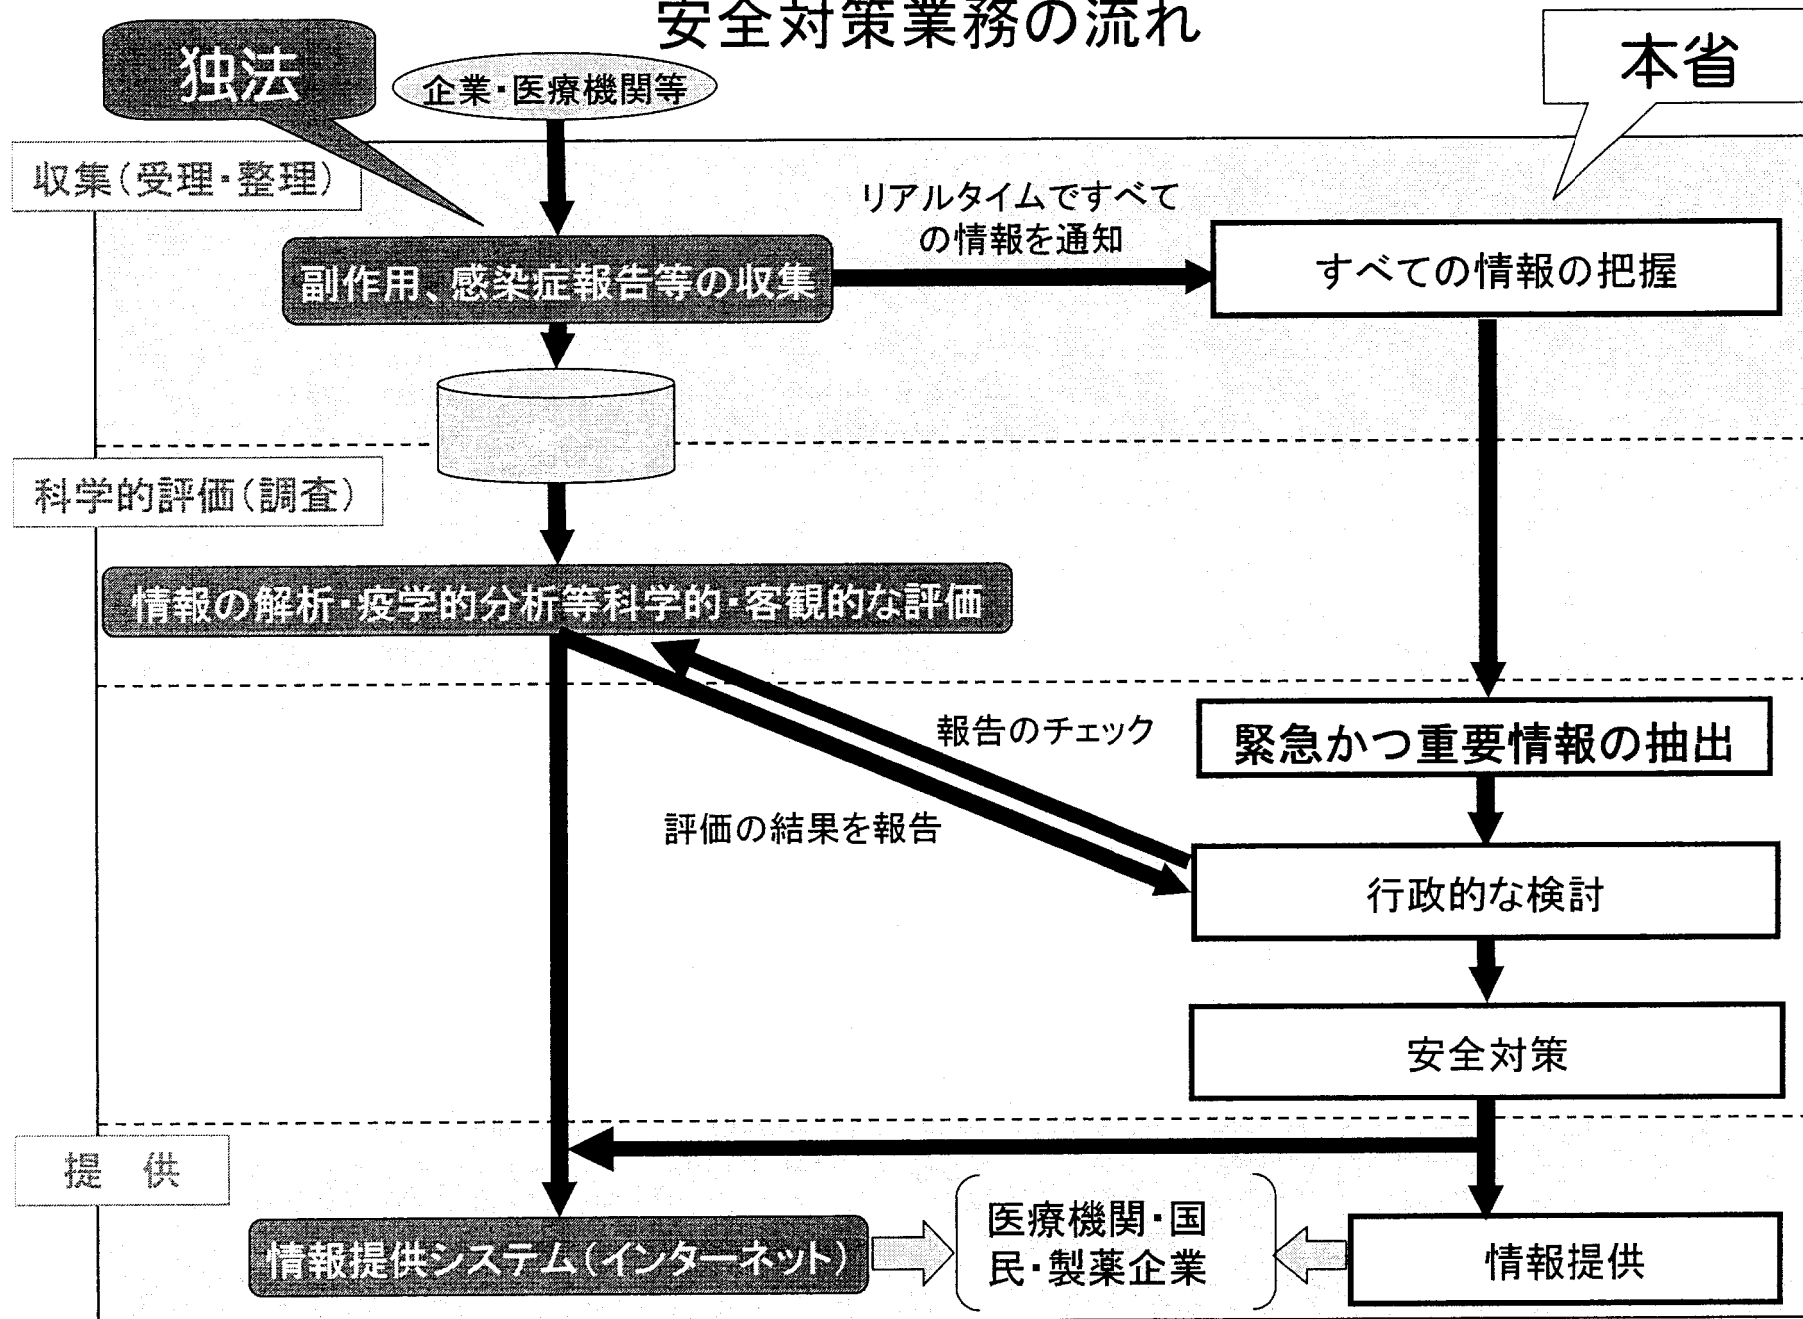 安全対策業務の流れ
独法
企業・医療機関等
本省
収集(受理・整理)
リアルタイムですべて
の情報を通知
副作用、感染症報告等の収集
すべての情報の把握
科学的評価(調査)
情報の解析・疫学的分析等科学的・客観的な評価
報告のチェック
緊急かつ重要情報の抽出
評価の結果を報告
行政的な検討
安全対策
提 供
医療機関・国
民・製薬企業
情報提供システム(インターネット)
情報提供